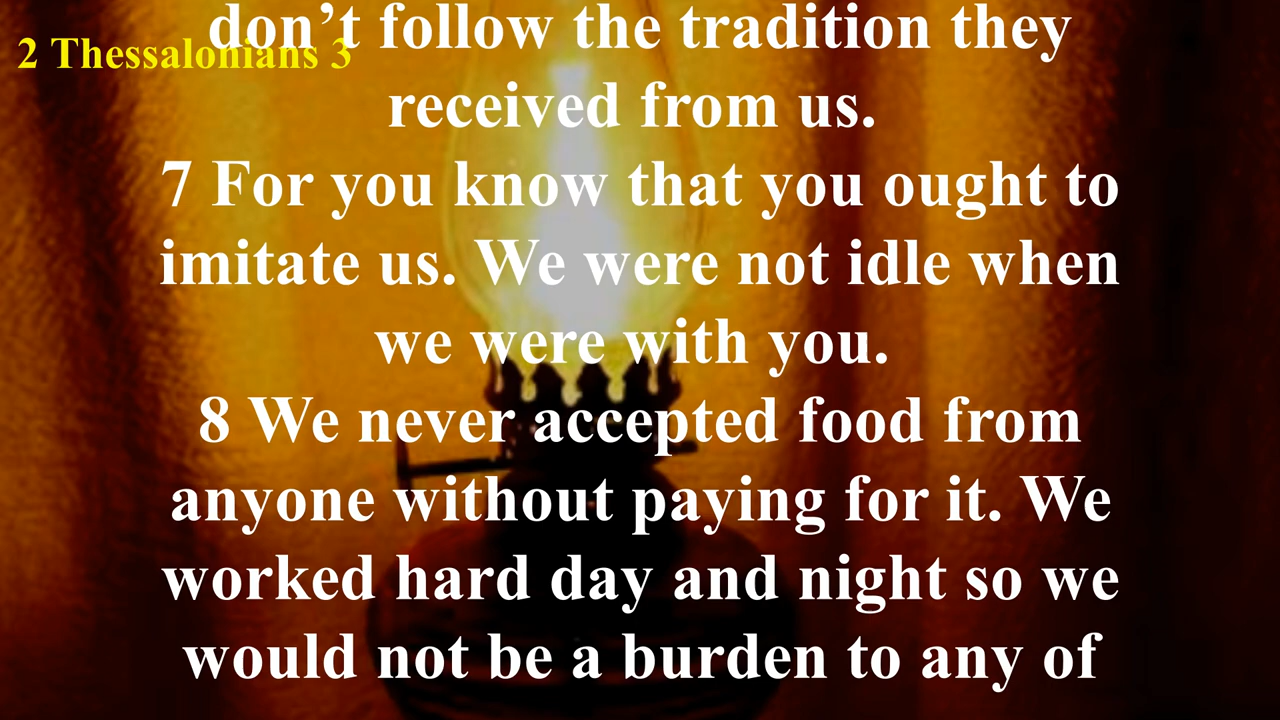 don’t follow the tradition they
2 Thessalonians 3
received from us.
7 For you know that you ought to
imitate us. We were not idle when
we were with you.
8 We never accepted food from
anyone without paying for it. We
worked hard day and night so we
would not be a burden to any of